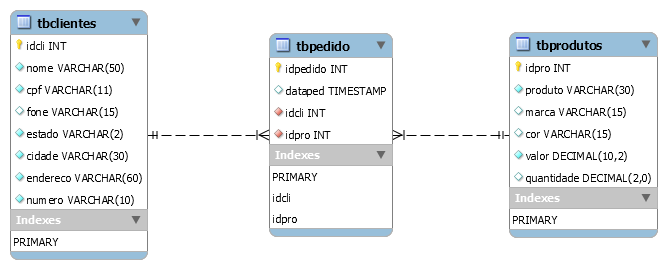 tbclientes
idcli INT
nome VARCHAR(50)
cpf VARCHAR(11)
fone VARCHAR(15)
estado VARCHAR(2)
cidade VARCHAR(30)
endereco VARCHAR(60)
numero VARCHAR(10)
Indexes
PRIMARY
tbpedido
idpedido INT
dataped TIMESTAMP
idcli INT
idpro INT
Indexes
PRIMARY
idcli
idpro
tbprodutos
idpro INT
produto VARCHAR(30)
marca VARCHAR(15)
cor VARCHAR(15)
valor DECIMAL(10,2)
quantidade DECIMAL(2,0)
Indexes
PRIMARY